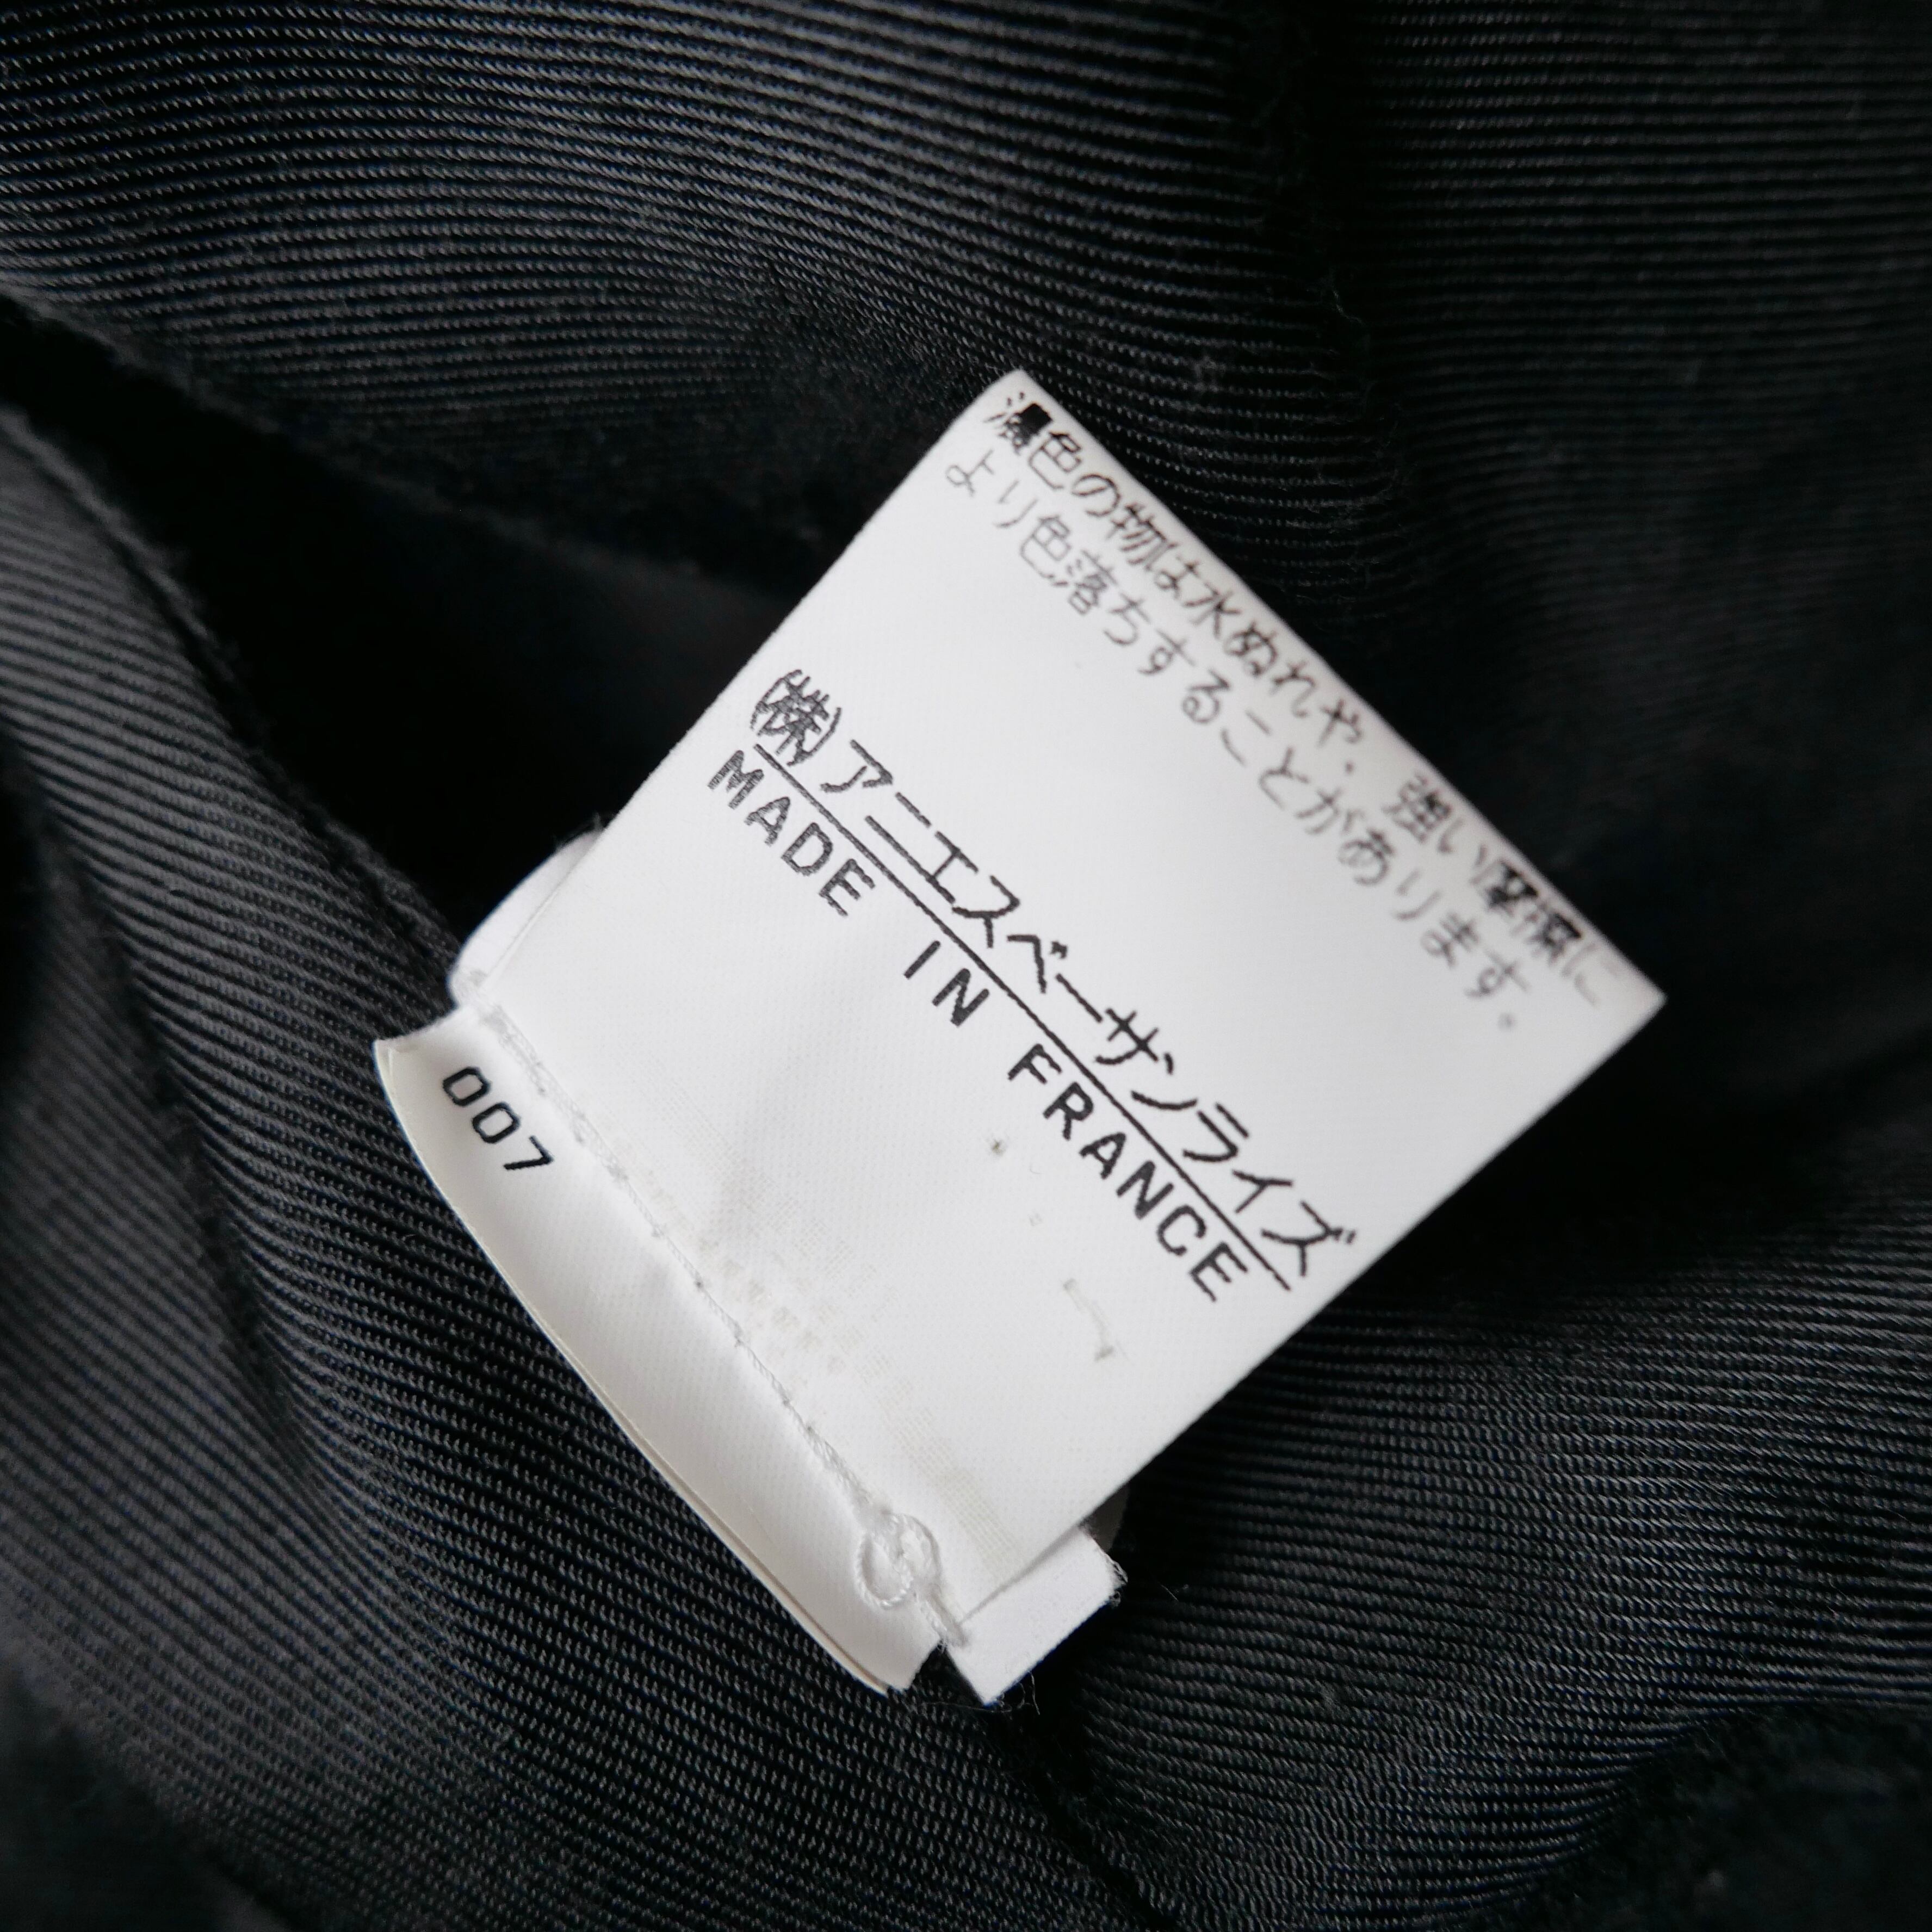 濃色の物は水ぬれや、強い摩擦に
より色落ちすることがあります。
㈱アニエスベーサンライズ
MADE IN FRANCE
007